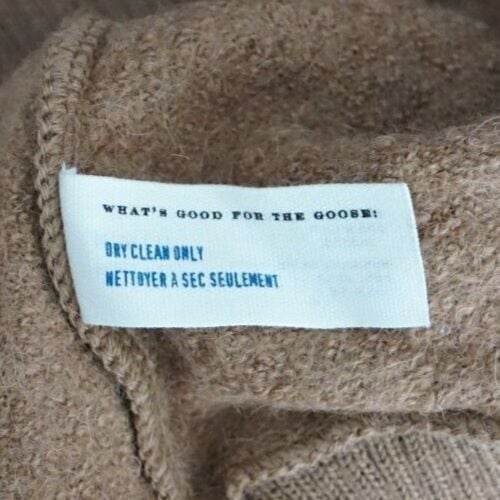 WHAT'S GOOD FOR THE GOOSE:
DRY CLEAN ONLY
NETTOYER A SEC SEULEMENT